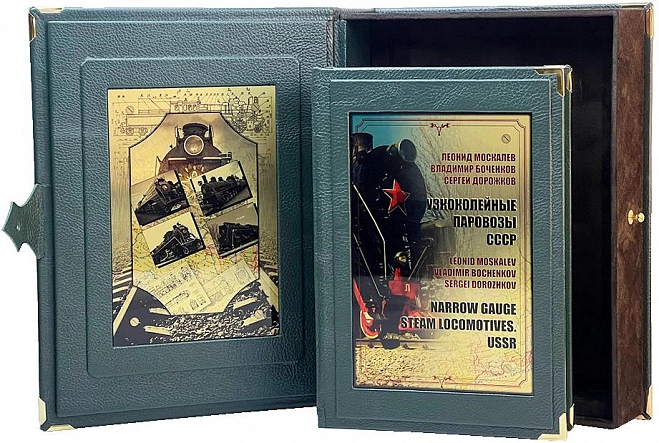 ЛЕОНИД МОСКАЛЕВ
ВЛАДИМИР БОЧЕНКОВ
СЕРГЕЙ ДОРОЖКОВ
УЗКОКОЛЕЙНЫЕ
ПАРОВОЗЫ
СССР
LEONID MOSKALEV
VLADIMIR BOCHENKOV
SERGEI DOROZHKOV
NARROW GAUGE
STEAM LOCOMOTIVES.
USSR